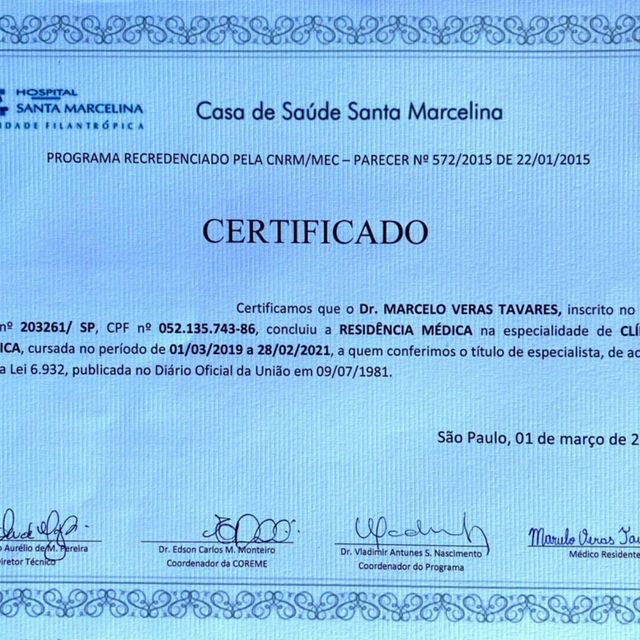 HOSPITAL
SANTA MARCELINA
IDADE FILANTRÓPICA
Casa de Saúde Santa Marcelina
PROGRAMA RECREDENCIADO PELA CNRM/MEC – PARECER Nº 572/2015 DE 22/01/2015
CERTIFICADO
Certificamos que o Dr. MARCELO VERAS TAVARES, inscrito no
nº 203261/ SP, CPF nº 052.135.743-86, concluiu a RESIDÊNCIA MÉDICA na especialidade de CLÍ
ICA, cursada no período de 01/03/2019 a 28/02/2021, a quem conferimos o título de especialista, de ac
a Lei 6.932, publicada no Diário Oficial da União em 09/07/1981.
São Paulo, 01 de março de 2
Marcelo Veras Tav
o Aurélio de M. Pereira
Diretor Técnico
Dr. Edson Carlos M. Monteiro
Coordenador da COREME
Dr. Vladimir Antunes S. Nascimento
Coordenador do Programa
Médico Residente